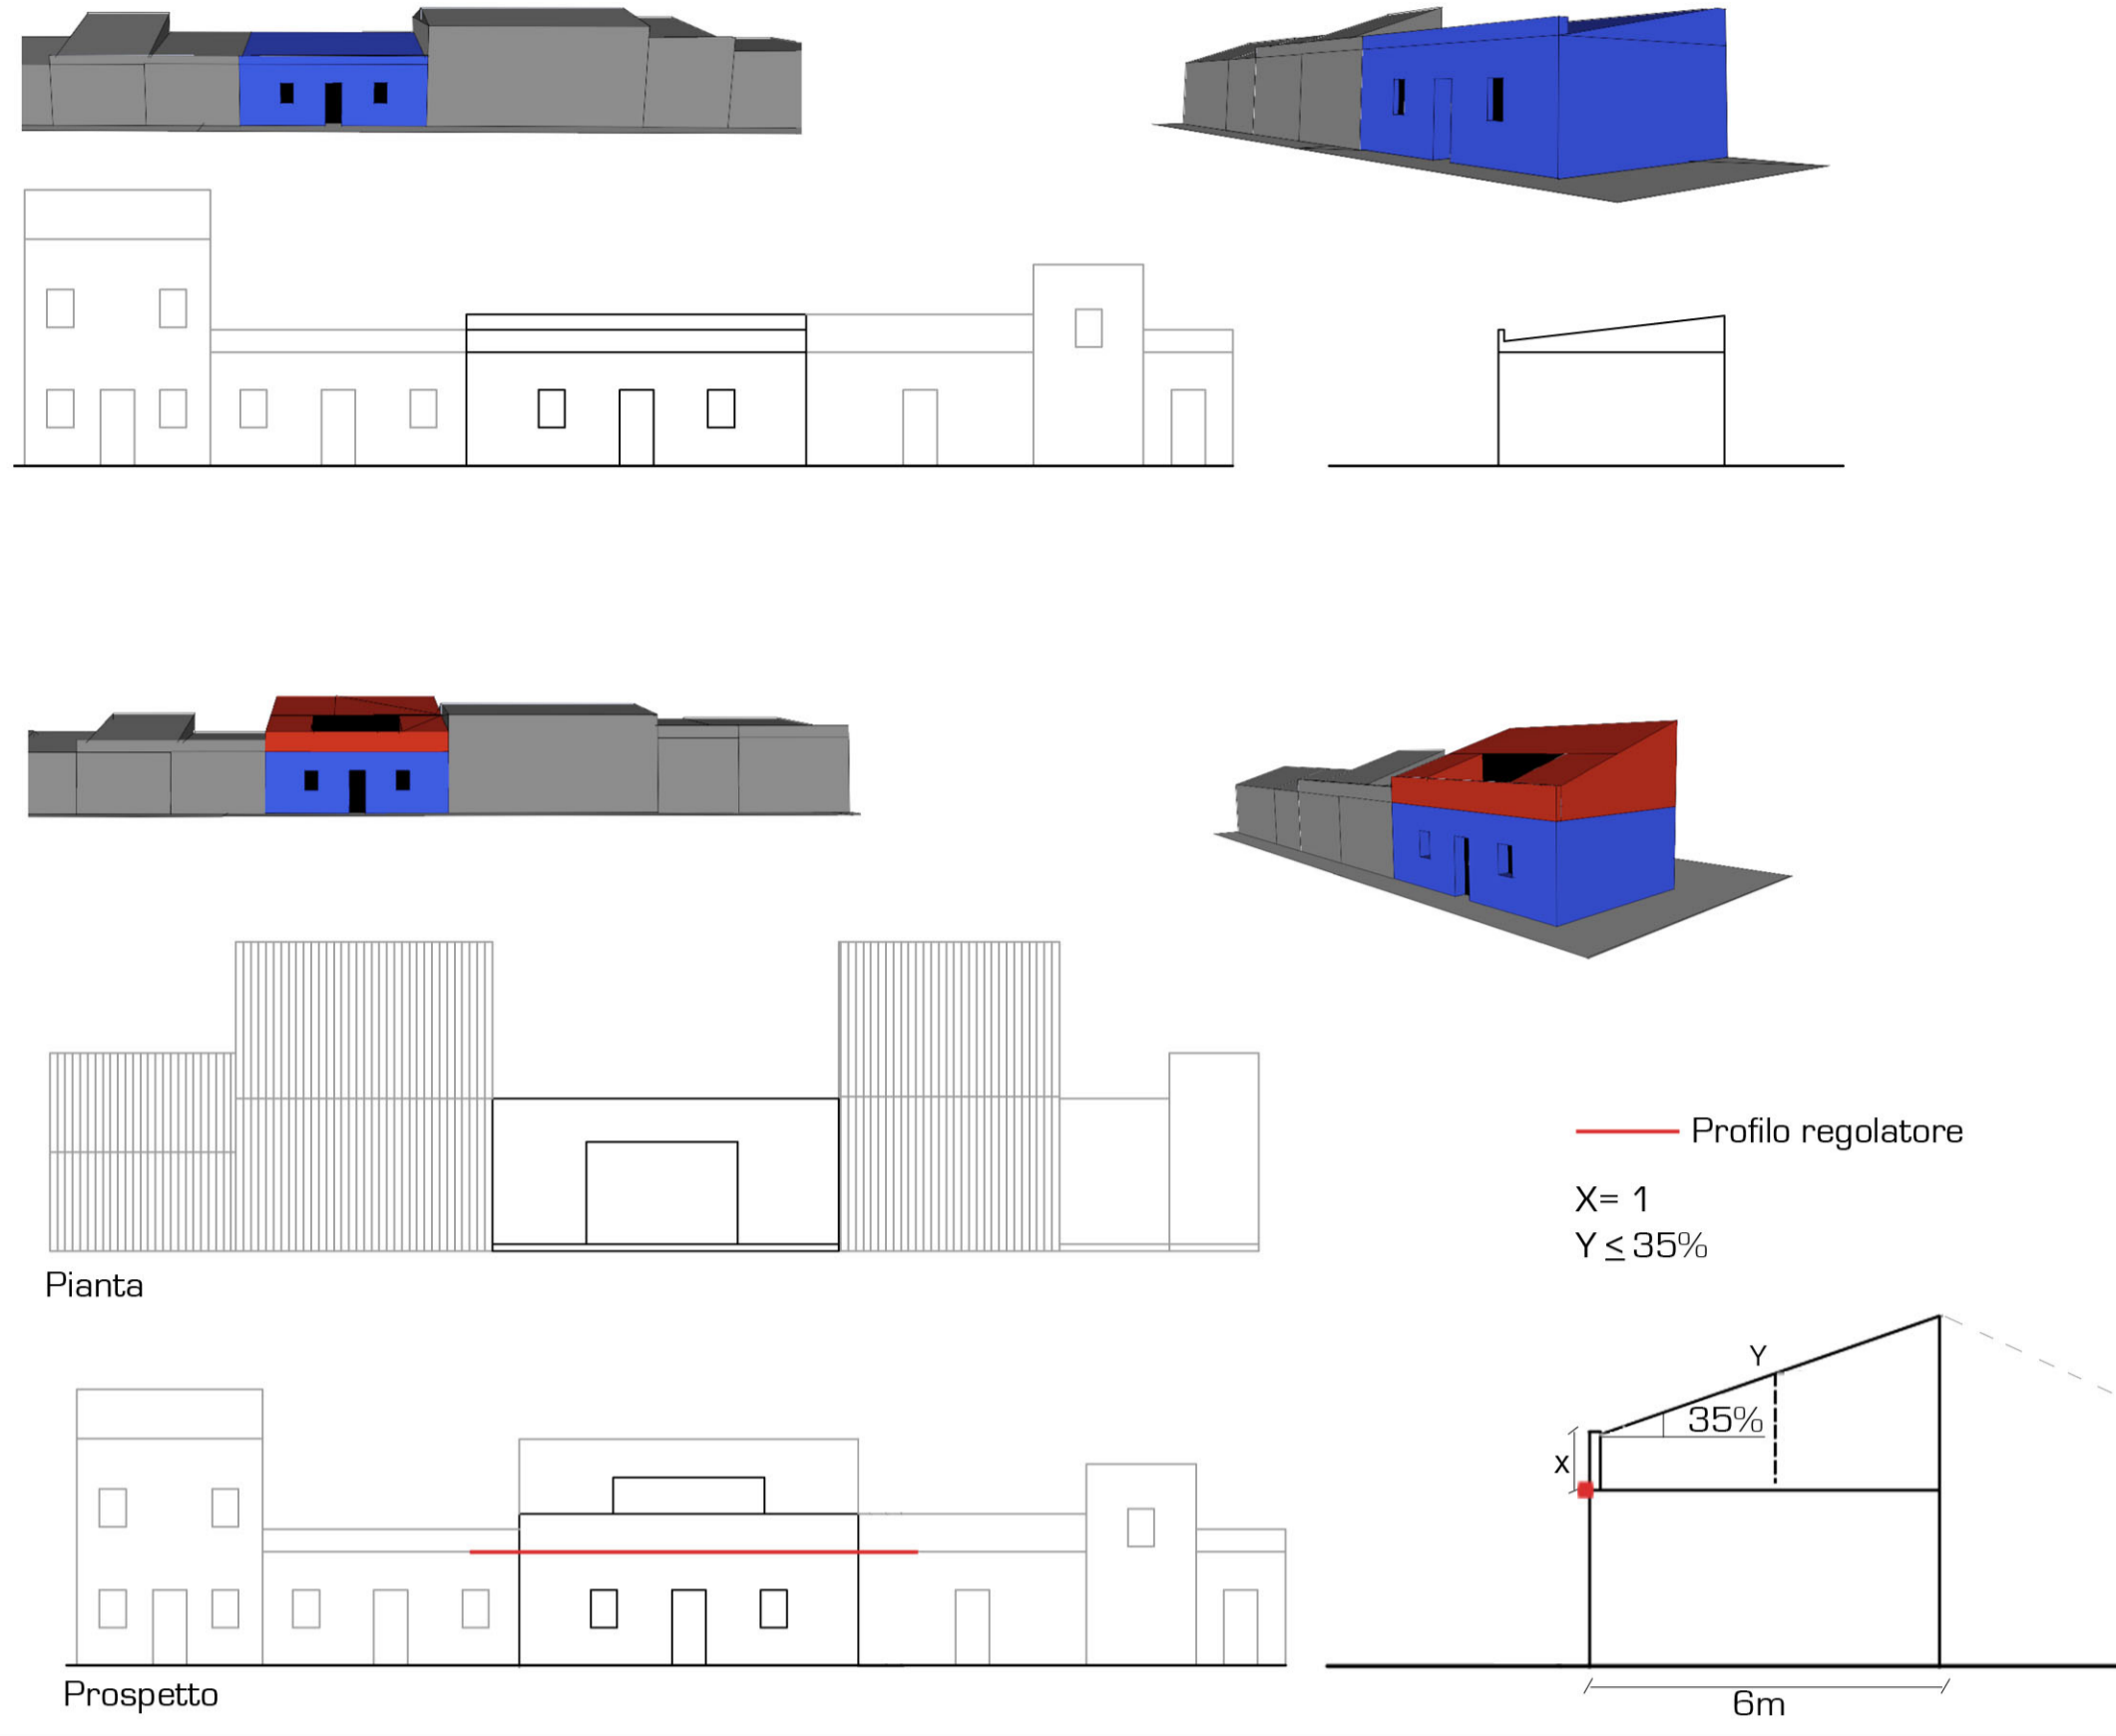 Profilo regolatore
X= 1
Y ≤ 35%
Pianta
Y
35%
X
Prospetto
6m